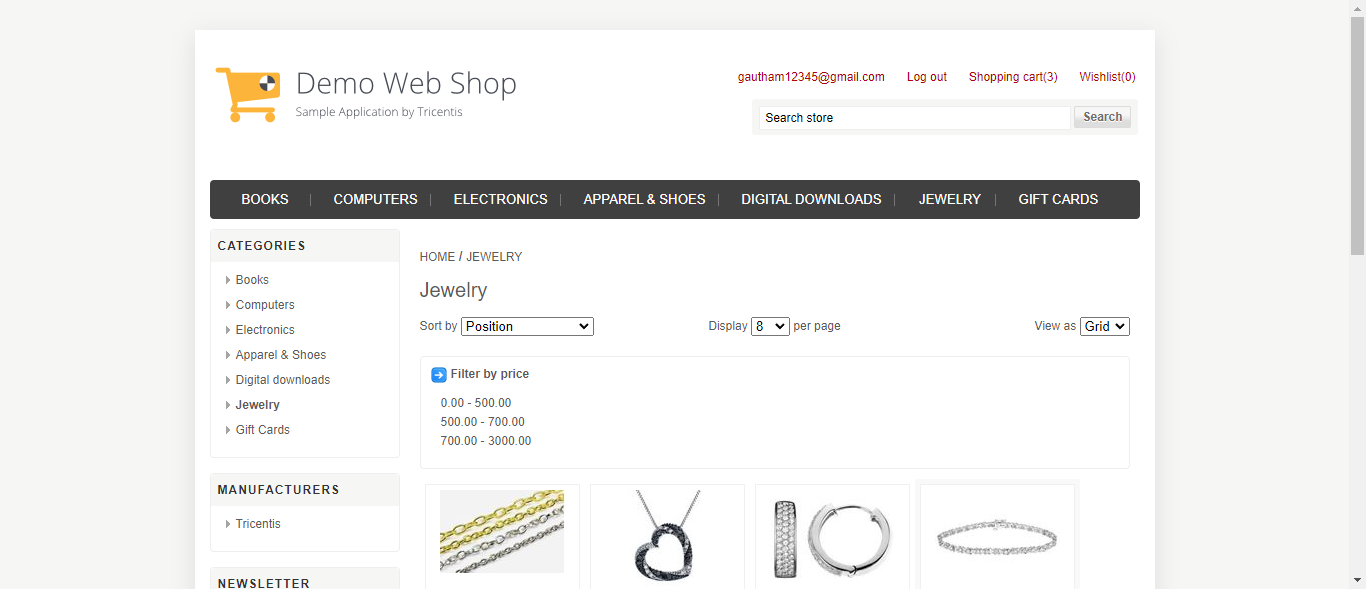 Demo Web Shop
Sample Application by Tricentis
gautham12345@gmail.com Log out Shopping cart(3) Wishlist(0)
Search store Search
BOOKS COMPUTERS ELECTRONICS APPAREL & SHOES DIGITAL DOWNLOADS JEWELRY GIFT CARDS
CATEGORIES
Books
Computers
Electronics
Apparel & Shoes
Digital downloads
Jewelry
Gift Cards
MANUFACTURERS
Tricentis
NEWSLETTER
HOME / JEWELRY
Jewelry
Sort by Position Display 8 per page View as Grid
Filter by price
0.00 - 500.00
500.00 - 700.00
700.00 - 3000.00